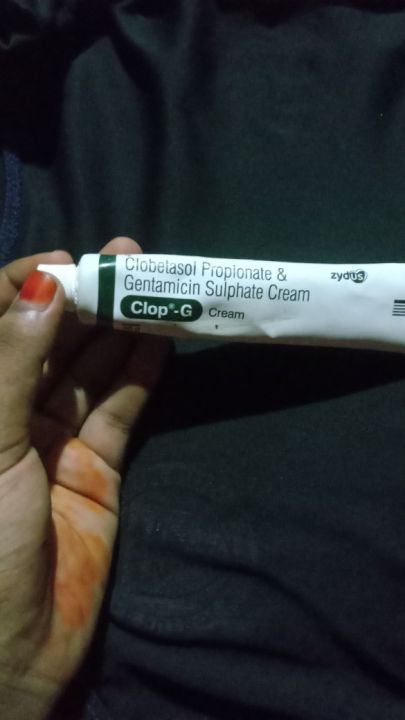 Clobetasol Propionate &
Gentamicin Sulphate Cream
Clop®-G Cream
zydus